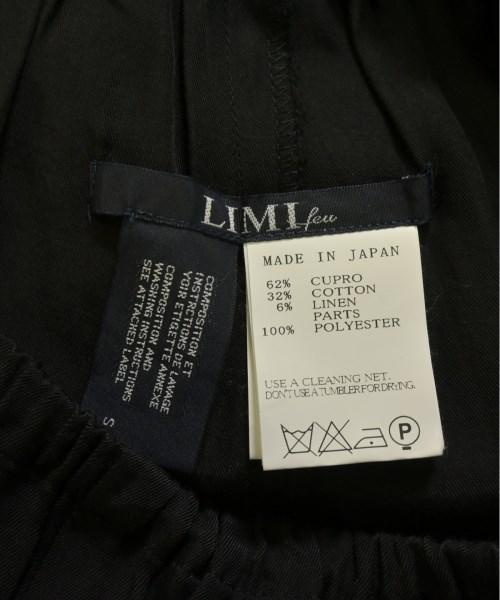 LIMI feu
MADE IN JAPAN
62% CUPRO
32% COTTON
6% LINEN
PARTS
100% POLYESTER
USE A CLEANING NET.
DON'T USE A TUMBLER FOR DRYING.
P
COMPOSITION ET
INSTRUCTIONS DE LAVAGE
VOIR ETIQETTE ANNEXE
COMPOSITION AND
WASHING INSTRUCTIONS
SEE ATTACHED LABEL
S